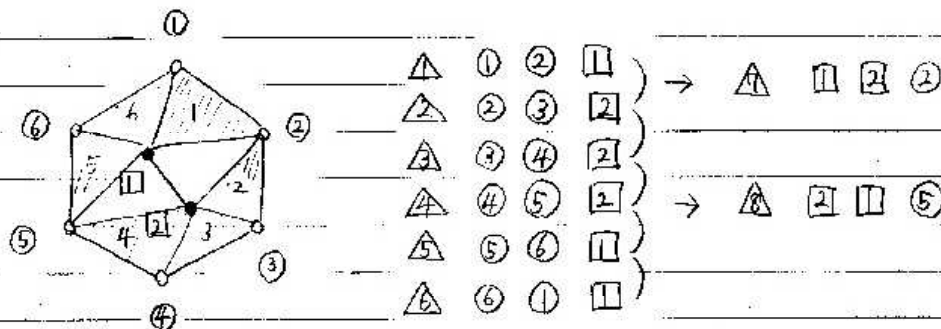 ①
⑥ 6 1 ②
5 [1] 2
⑤ 4 [2] 3 ③
④
△1 ① ② [1]
△2 ② ③ [2]
△3 ③ ④ [2]
△4 ④ ⑤ [2]
△5 ⑤ ⑥ [1]
△6 ⑥ ① [1]
→ △7 [1] [2] ②
→ △8 [2] [1] ⑤